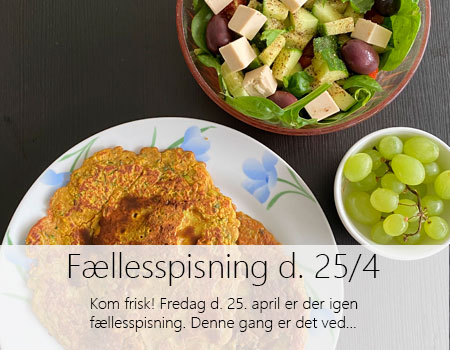 Fællesspisning d. 25/4
Kom frisk! Fredag d. 25. april er der igen
fællesspisning. Denne gang er det ved...